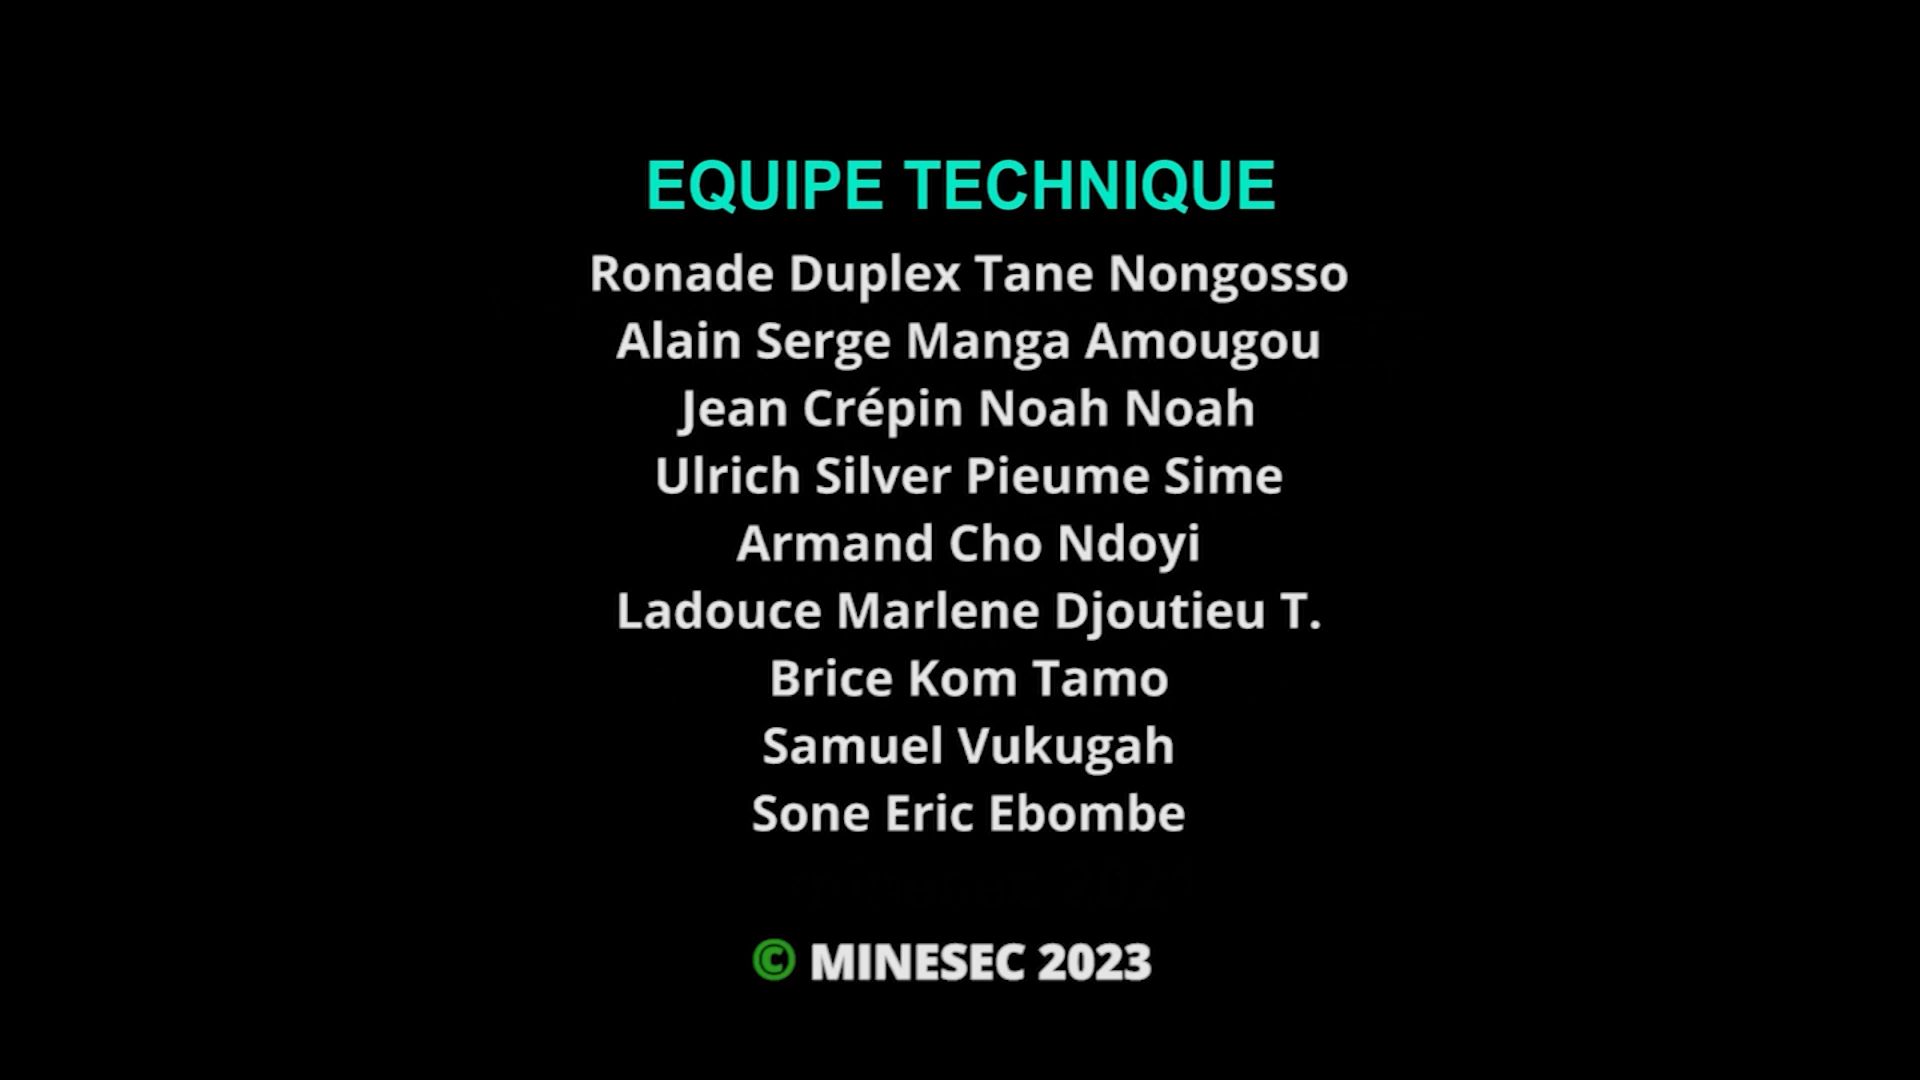 EQUIPE TECHNIQUE
Ronade Duplex Tane Nongosso
Alain Serge Manga Amougou
Jean Crépin Noah Noah
Ulrich Silver Pieume Sime
Armand Cho Ndoyi
Ladouce Marlene Djoutieu T.
Brice Kom Tamo
Samuel Vukugah
Sone Eric Ebombe
© MINESEC 2023